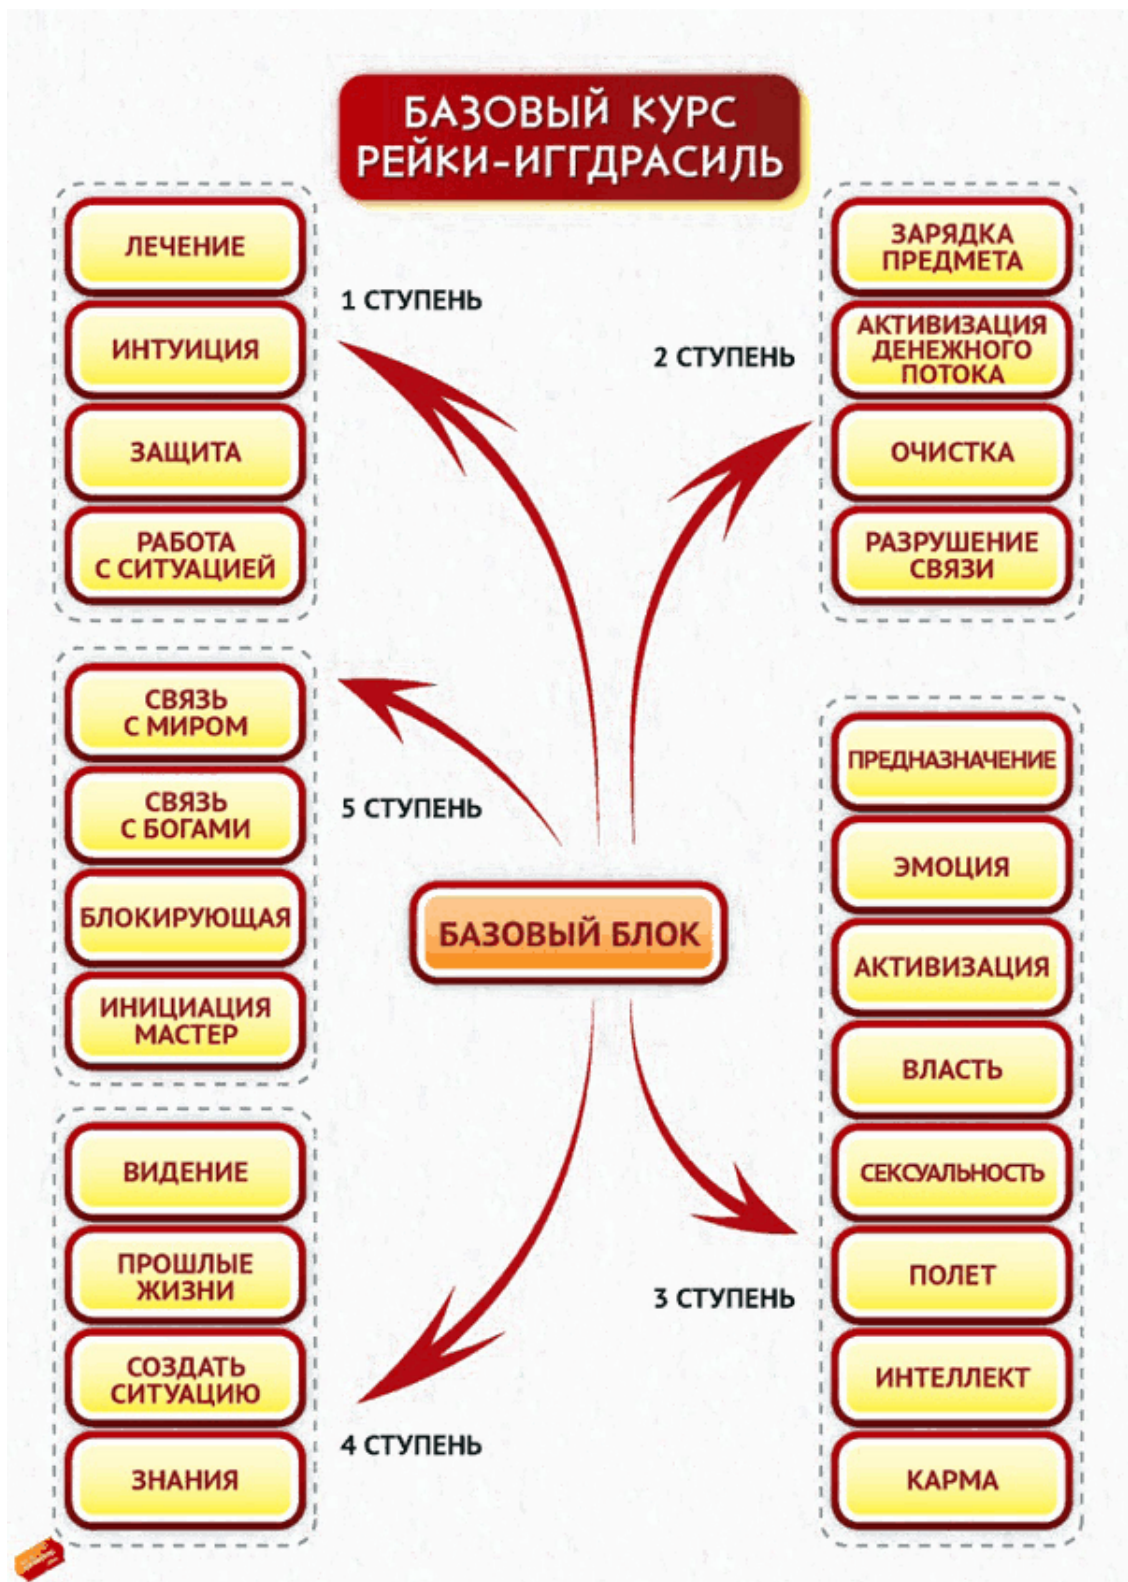 БАЗОВЫЙ КУРС
РЕЙКИ-ИГГДРАСИЛЬ
ЛЕЧЕНИЕ
ИНТУИЦИЯ
ЗАЩИТА
РАБОТА
С СИТУАЦИЕЙ
1 СТУПЕНЬ
ЗАРЯДКА
ПРЕДМЕТА
АКТИВИЗАЦИЯ
ДЕНЕЖНОГО
ПОТОКА
ОЧИСТКА
РАЗРУШЕНИЕ
СВЯЗИ
2 СТУПЕНЬ
СВЯЗЬ
С МИРОМ
СВЯЗЬ
С БОГАМИ
БЛОКИРУЮЩАЯ
ИНИЦИАЦИЯ
МАСТЕР
5 СТУПЕНЬ
БАЗОВЫЙ БЛОК
ПРЕДНАЗНАЧЕНИЕ
ЭМОЦИЯ
АКТИВИЗАЦИЯ
ВЛАСТЬ
СЕКСУАЛЬНОСТЬ
ПОЛЕТ
ИНТЕЛЛЕКТ
КАРМА
3 СТУПЕНЬ
ВИДЕНИЕ
ПРОШЛЫЕ
ЖИЗНИ
СОЗДАТЬ
СИТУАЦИЮ
ЗНАНИЯ
4 СТУПЕНЬ